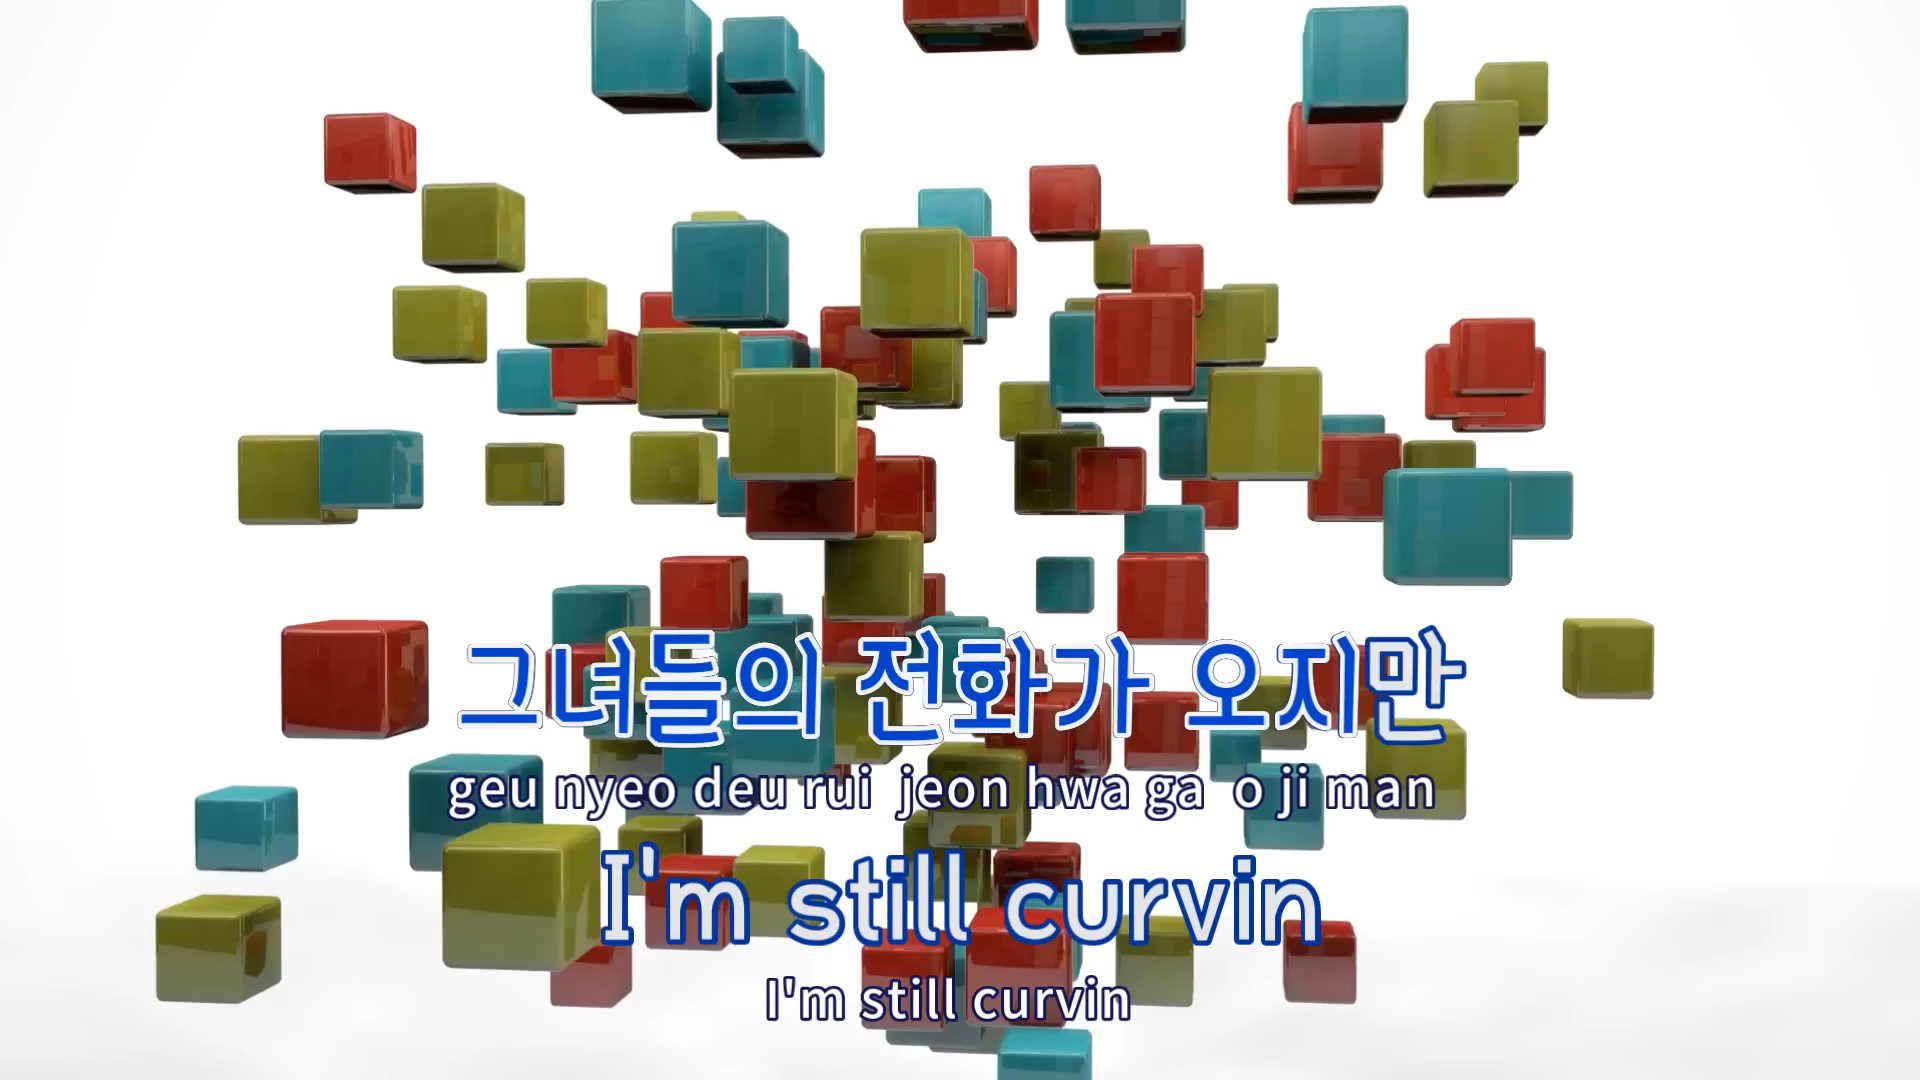 그녀들의 전화가 오지만
geu nyeo deu rui jeon hwa ga o ji man
I'm still curvin
I'm still curvin